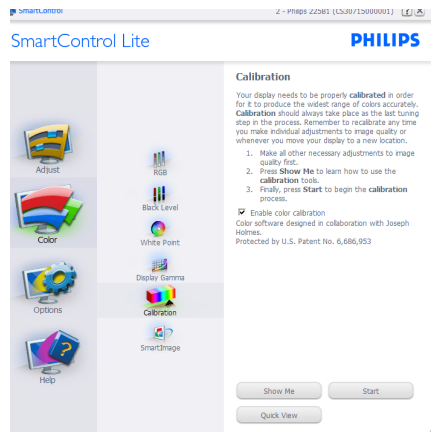 SmartControl
2 - Philips 225B1 (CS30715000001)
SmartControl Lite
PHILIPS
Adjust
Color
Options
Help
RGB
Black Level
White Point
Display Gamma
Calibration
SmartImage
Calibration
Your display needs to be properly calibrated in order
for it to produce the widest range of colors accurately.
Calibration should always take place as the last tuning
step in the process. Remember to recalibrate any time
you make individual adjustments to image quality or
whenever you move your display to a new location.
1. Make all other necessary adjustments to image
quality first.
2. Press Show Me to learn how to use the
calibration tools.
3. Finally, press Start to begin the calibration
process.
Enable color calibration
Color software designed in collaboration with Joseph
Holmes.
Protected by U.S. Patent No. 6,686,953
Show Me
Start
Quick View